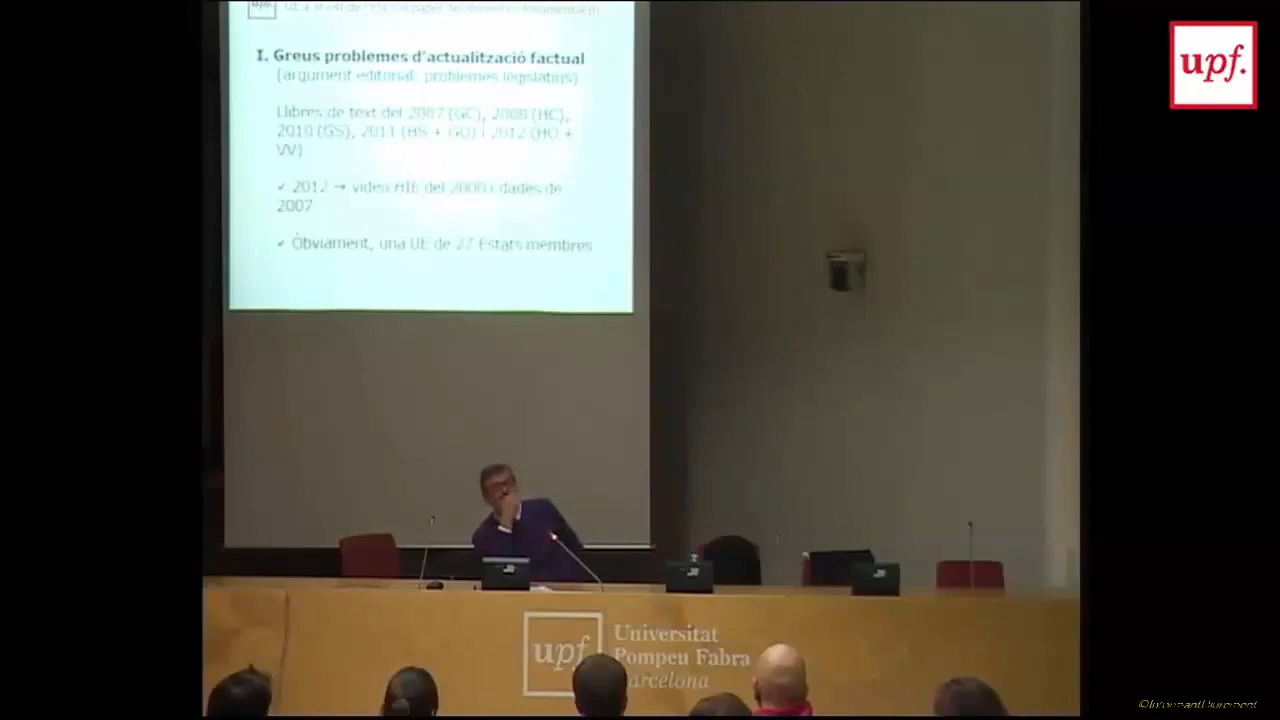 upf.
I. Greus problemes d'actualització factual
(argument editorial: problemes legislatius)
Llibres de text del 2007 (GC), 2008 (HC),
2010 (GS), 2011 (HS + GO) i 2012 (HO +
VV)
✓ 2012 → vídeo HIE del 2008 i dades de
2007
✓ Òbviament, una UE de 27 Estats membres
upf
Universitat
Pompeu Fabra
Barcelona